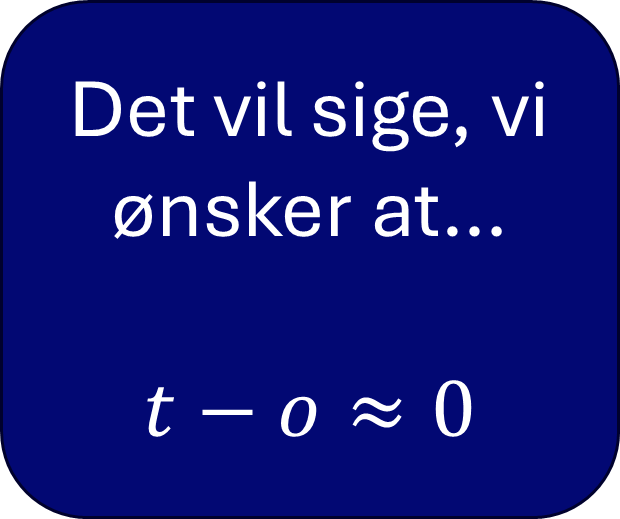 Det vil sige, vi
ønsker at...
t − o ≈ 0